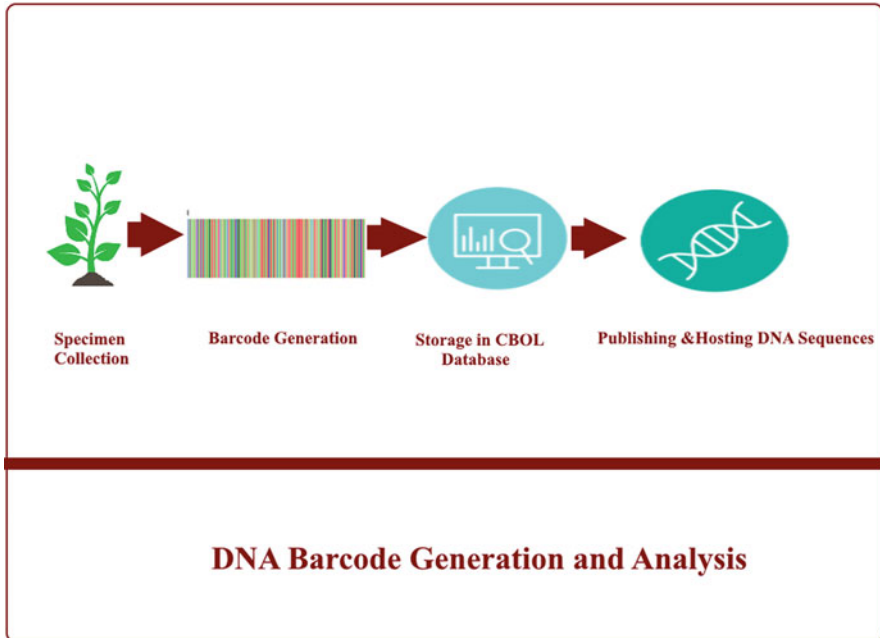 Specimen
Collection
Barcode Generation
Storage in CBOL
Database
Publishing &Hosting DNA Sequences
DNA Barcode Generation and Analysis